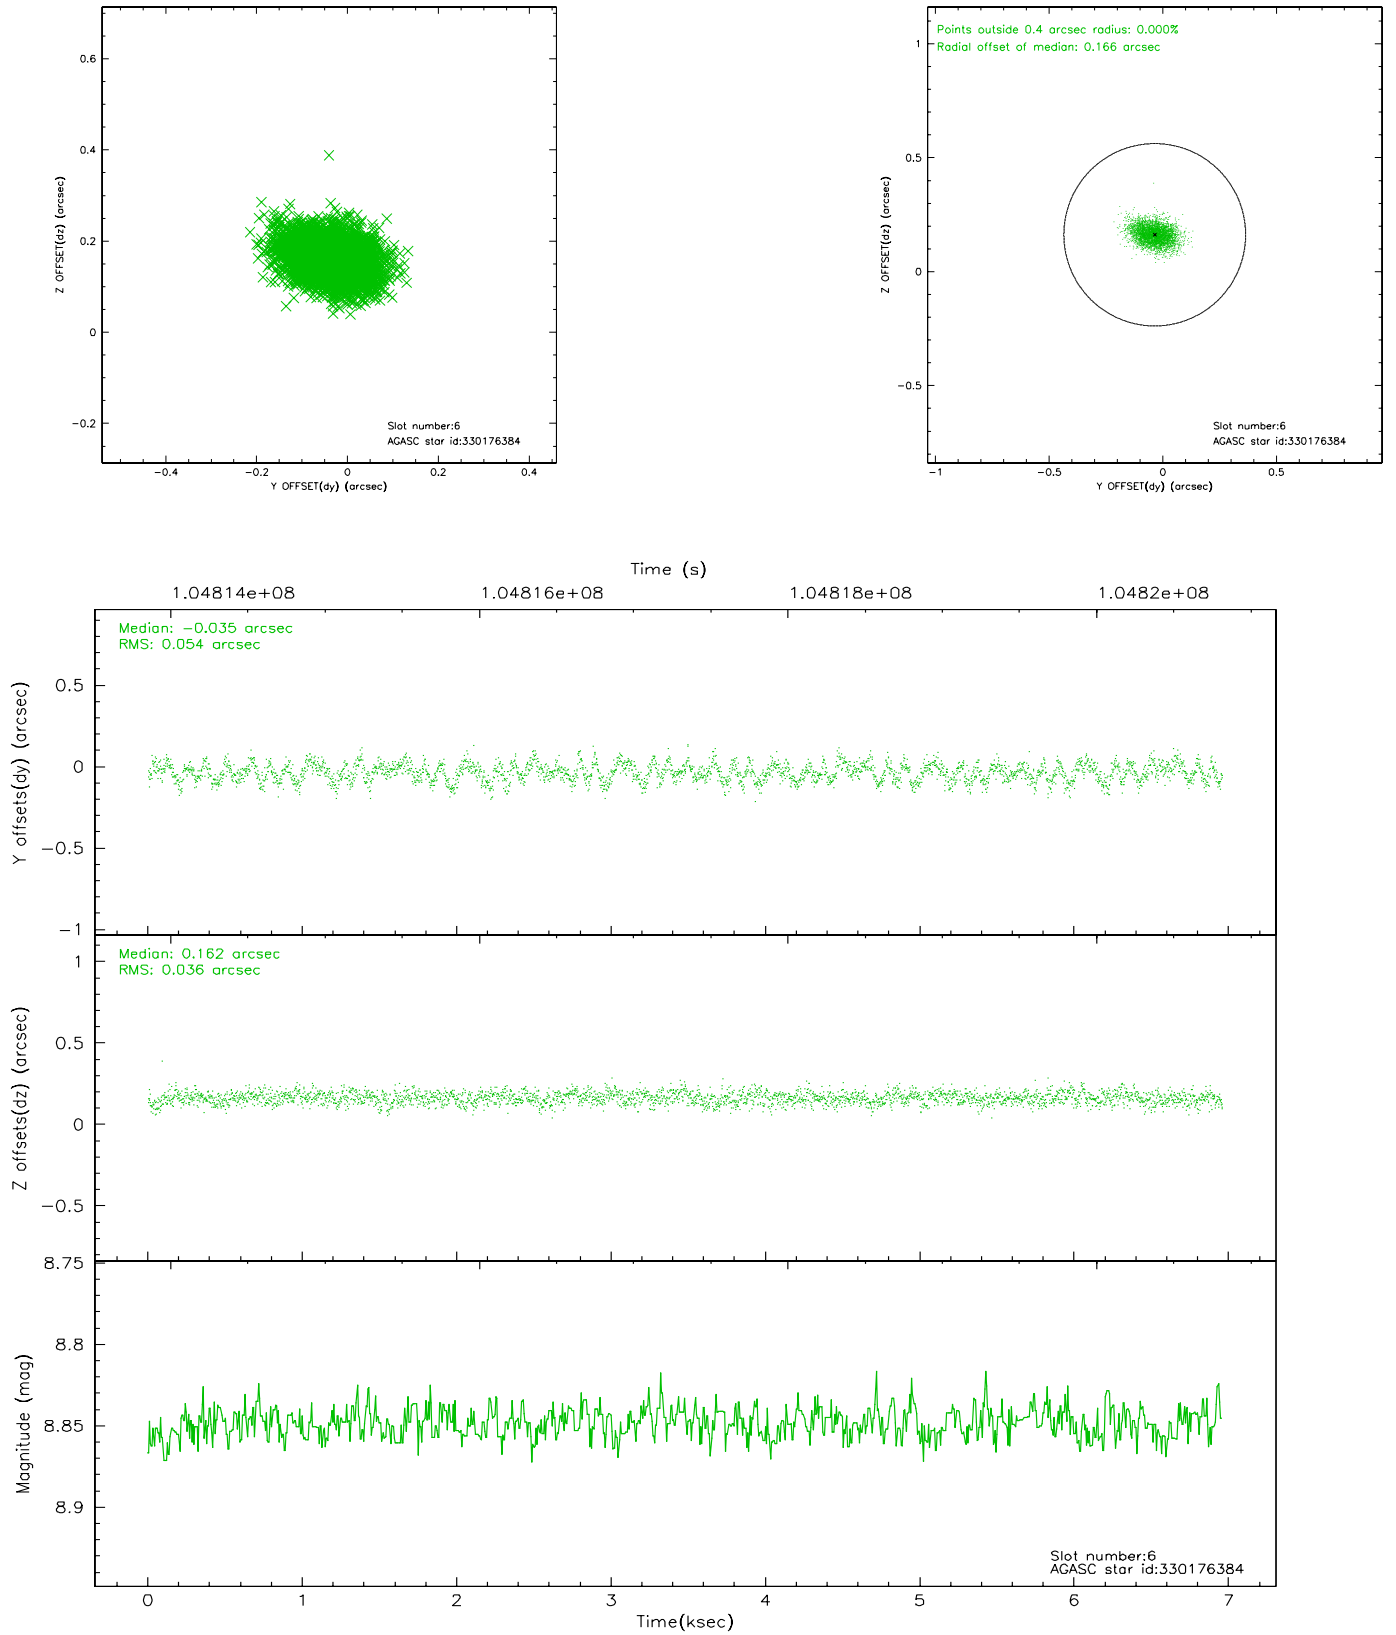 0.6
0.4
0.2
0
−0.2
Z OFFSET(dz) (arcsec)
Slot number:6
AGASC star id:330176384
−0.4 −0.2 0 0.2 0.4
Y OFFSET(dy) (arcsec)
Points outside 0.4 arcsec radius: 0.000%
Radial offset of median: 0.166 arcsec
1
0.5
0
−0.5
Z OFFSET(dz) (arcsec)
Slot number:6
AGASC star id:330176384
−1 −0.5 0 0.5
Y OFFSET(dy) (arcsec)
Time (s)
1.04814e+08 1.04816e+08 1.04818e+08 1.0482e+08
Median: −0.035 arcsec
RMS: 0.054 arcsec
0.5
0
−0.5
−1
Y offsets(dy) (arcsec)
Median: 0.162 arcsec
RMS: 0.036 arcsec
1
0.5
0
−0.5
Z offsets(dz) (arcsec)
8.75
8.8
8.85
8.9
Magnitude (mag)
Slot number:6
AGASC star id:330176384
0 1 2 3 4 5 6 7
Time(ksec)